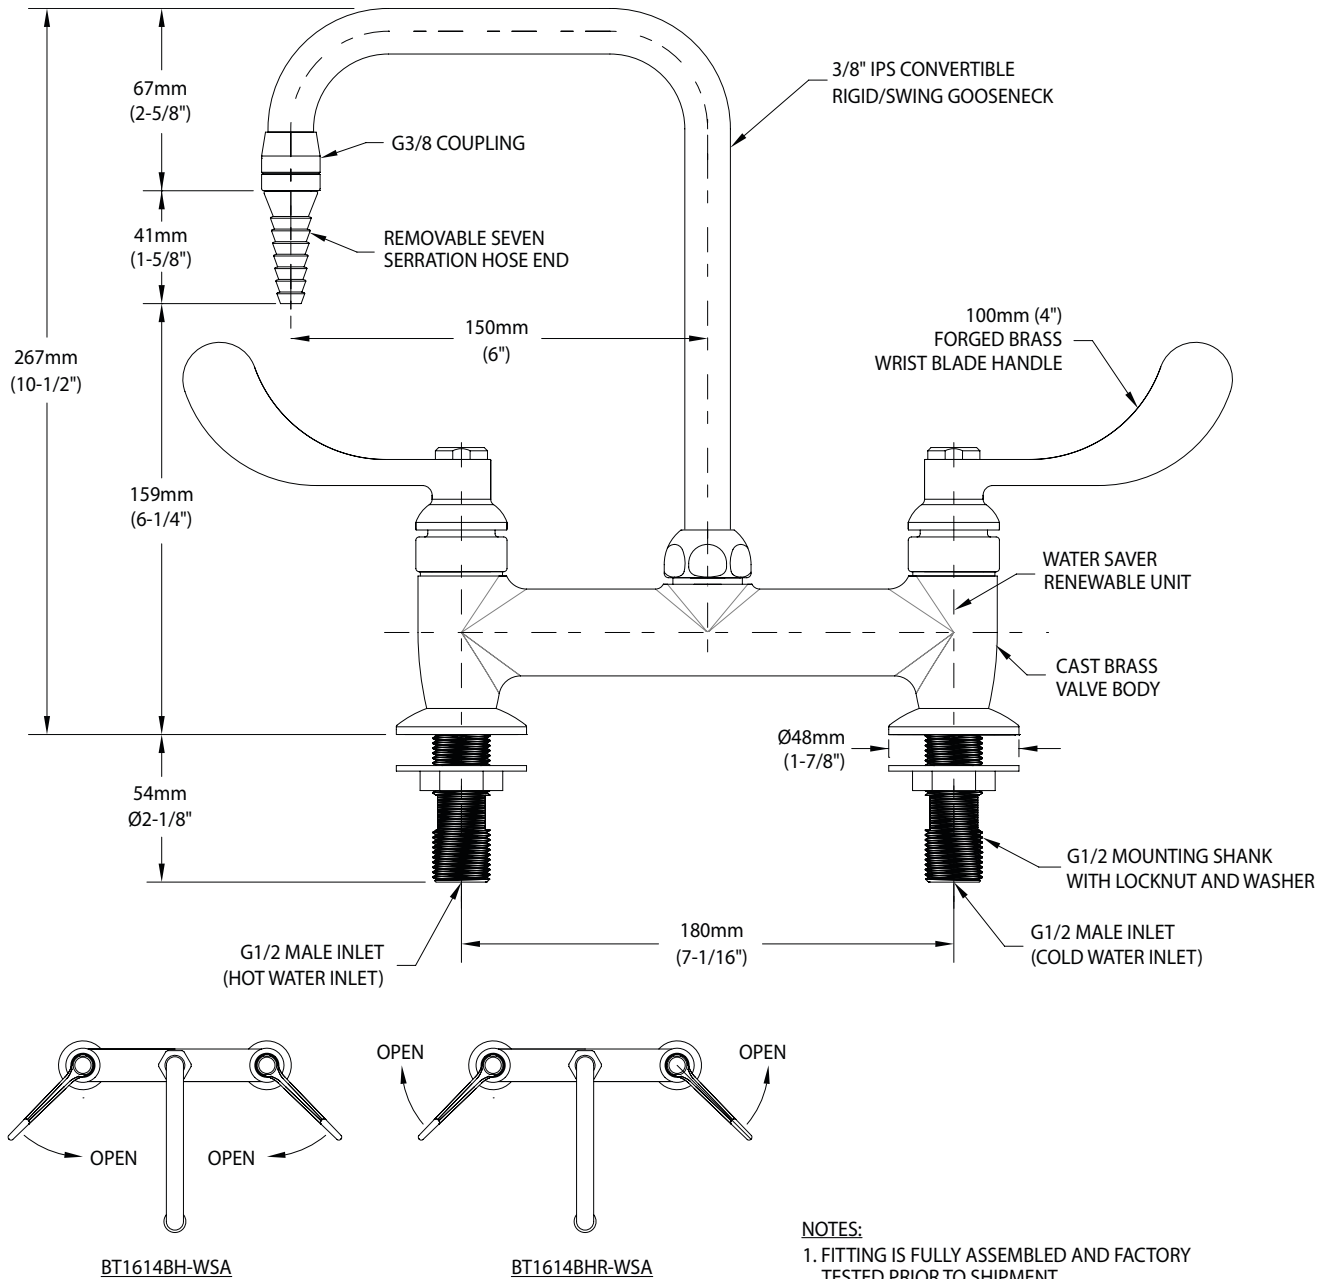 67mm
(2-5/8")
3/8" IPS CONVERTIBLE
RIGID/SWING GOOSENECK
G3/8 COUPLING
41mm
(1-5/8")
REMOVABLE SEVEN
SERRATION HOSE END
150mm
(6")
100mm (4")
FORGED BRASS
WRIST BLADE HANDLE
267mm
(10-1/2")
159mm
(6-1/4")
WATER SAVER
RENEWABLE UNIT
CAST BRASS
VALVE BODY
Ø48mm
(1-7/8")
54mm
Ø2-1/8"
G1/2 MOUNTING SHANK
WITH LOCKNUT AND WASHER
180mm
(7-1/16")
G1/2 MALE INLET
(HOT WATER INLET)
G1/2 MALE INLET
(COLD WATER INLET)
OPEN
OPEN
BT1614BH-WSA
OPEN
OPEN
BT1614BHR-WSA
NOTES:
1. FITTING IS FULLY ASSEMBLED AND FACTORY
TESTED PRIOR TO SHIPMENT